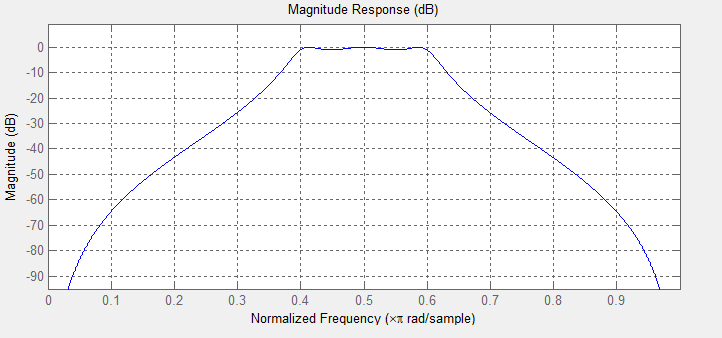 Magnitude Response (dB)
Magnitude (dB)
0
-10
-20
-30
-40
-50
-60
-70
-80
-90
0 0.1 0.2 0.3 0.4 0.5 0.6 0.7 0.8 0.9
Normalized Frequency (×π rad/sample)